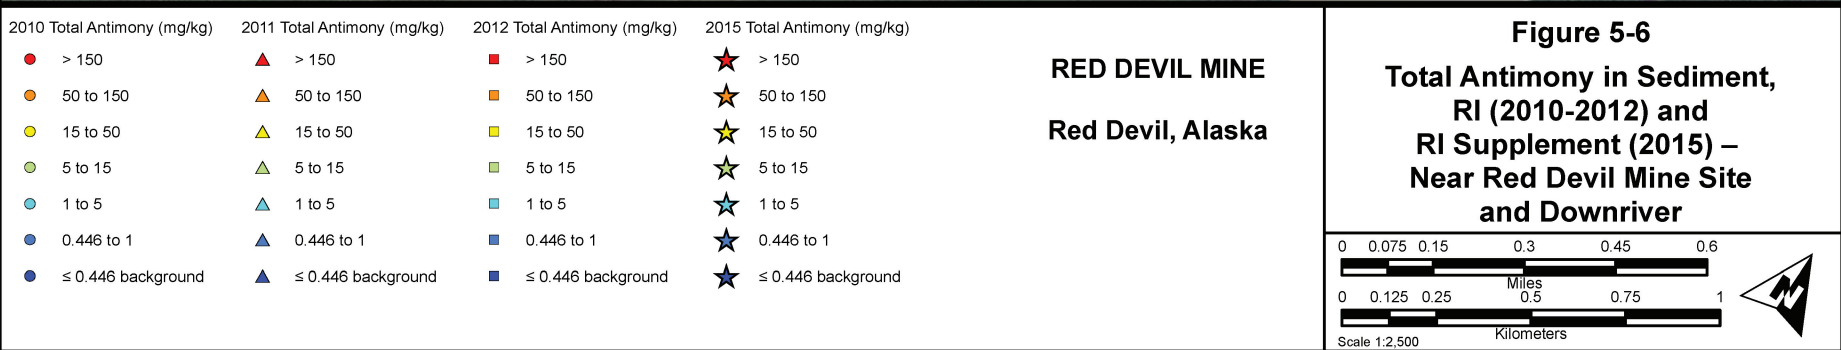 2010 Total Antimony (mg/kg)
> 150
50 to 150
15 to 50
5 to 15
1 to 5
0.446 to 1
≤ 0.446 background
2011 Total Antimony (mg/kg)
> 150
50 to 150
15 to 50
5 to 15
1 to 5
0.446 to 1
≤ 0.446 background
2012 Total Antimony (mg/kg)
> 150
50 to 150
15 to 50
5 to 15
1 to 5
0.446 to 1
≤ 0.446 background
2015 Total Antimony (mg/kg)
> 150
50 to 150
15 to 50
5 to 15
1 to 5
0.446 to 1
≤ 0.446 background
RED DEVIL MINE
Red Devil, Alaska
Figure 5-6
Total Antimony in Sediment,
RI (2010-2012) and
RI Supplement (2015) –
Near Red Devil Mine Site
and Downriver
0 0.075 0.15 0.3 0.45 0.6
Miles
0 0.125 0.25 0.5 0.75 1
Kilometers
Scale 1:2,500
N